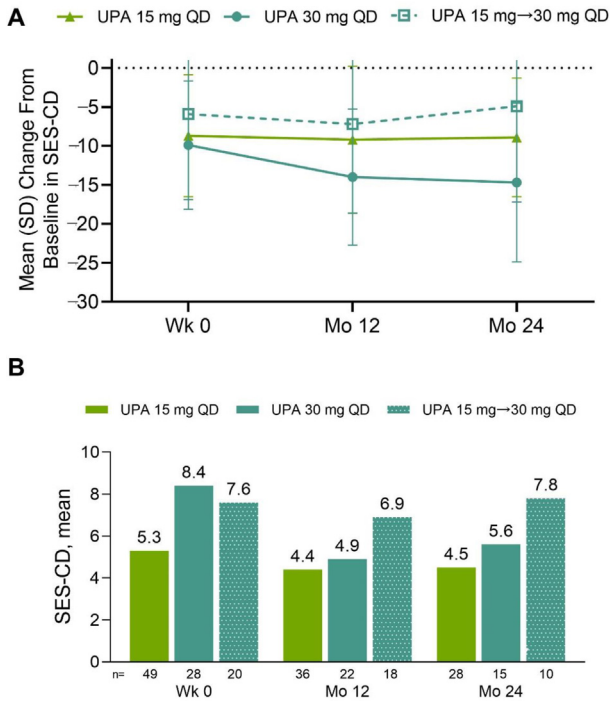 A
UPA 15 mg QD UPA 30 mg QD UPA 15 mg→30 mg QD
Mean (SD) Change From
Baseline in SES-CD
0
−5
−10
−15
−20
−25
−30
Wk 0 Mo 12 Mo 24
B
UPA 15 mg QD UPA 30 mg QD UPA 15 mg→30 mg QD
SES-CD, mean
10
8
6
4
2
0
5.3 8.4 7.6 4.4 4.9 6.9 4.5 5.6 7.8
n= 49 28 20 36 22 18 28 15 10
Wk 0 Mo 12 Mo 24